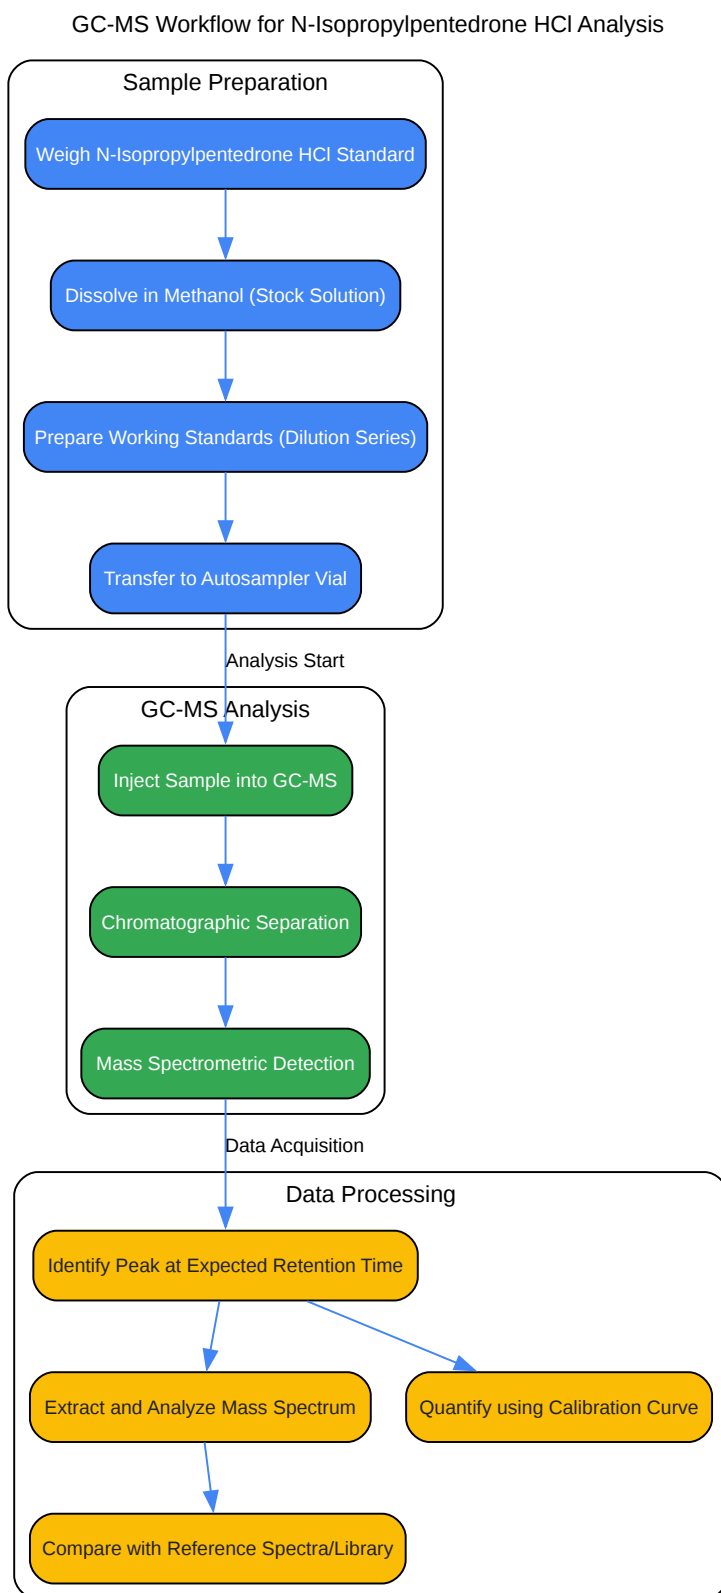 GC-MS Workflow for N-Isopropylpentedrone HCl Analysis
Sample Preparation
Weigh N-Isopropylpentedrone HCl Standard
Dissolve in Methanol (Stock Solution)
Prepare Working Standards (Dilution Series)
Transfer to Autosampler Vial
Analysis Start
GC-MS Analysis
Inject Sample into GC-MS
Chromatographic Separation
Mass Spectrometric Detection
Data Acquisition
Data Processing
Identify Peak at Expected Retention Time
Extract and Analyze Mass Spectrum
Quantify using Calibration Curve
Compare with Reference Spectra/Library